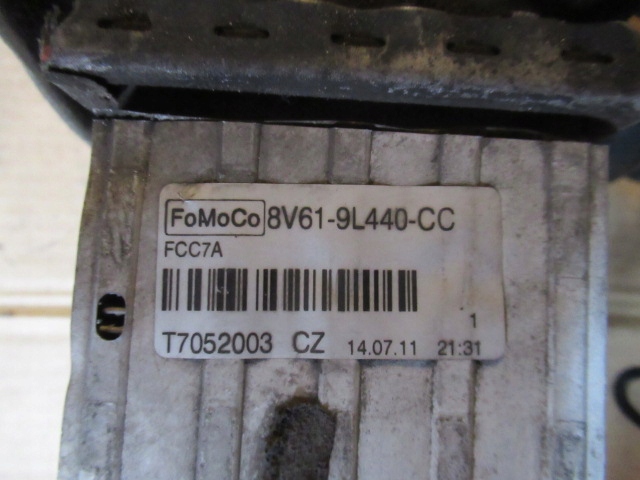 FoMoCo 8V61-9L440-CC
FCC7A
1
T7052003 CZ 14.07.11 21:31